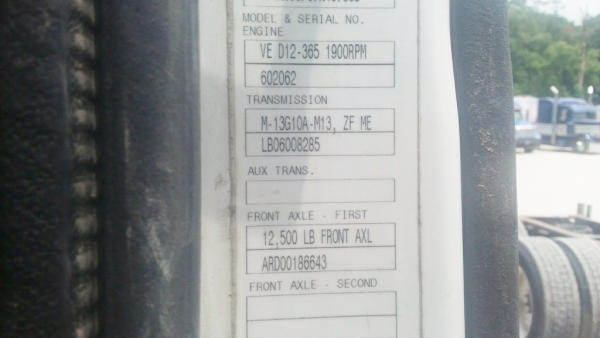 MODEL & SERIAL NO.
ENGINE
VE D12-365 1900RPM
602062
TRANSMISSION
M-13G10A-M13, ZF ME
LB06008285
AUX TRANS.
FRONT AXLE - FIRST
12,500 LB FRONT AXL
ARD00186643
FRONT AXLE - SECOND